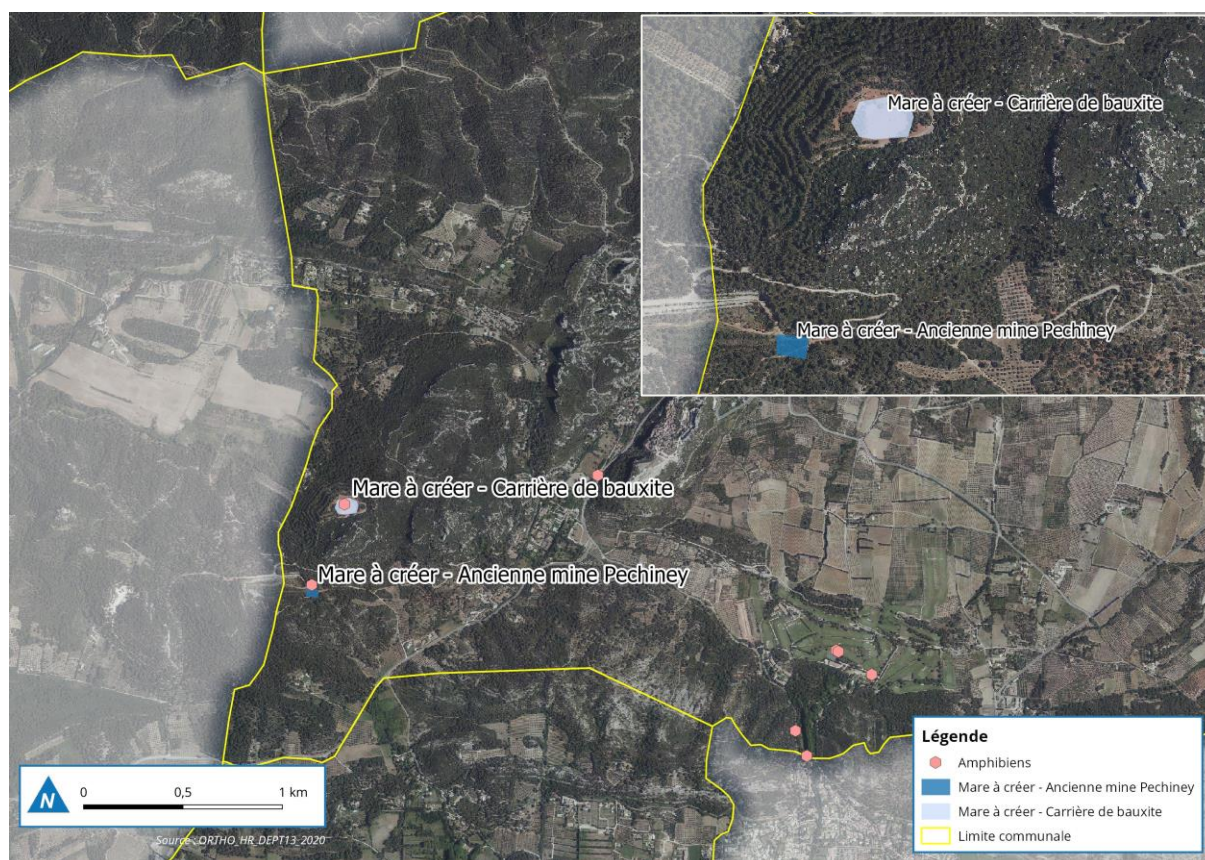 Mare à créer - Carrière de bauxite
Mare à créer - Ancienne mine Pechiney
Mare à créer - Carrière de bauxite
Mare à créer - Ancienne mine Pechiney
N
0 0,5 1 km
Source : ORTHO_HR_DEPT13_2020
Légende
Amphibiens
Mare à créer - Ancienne mine Pechiney
Mare à créer - Carrière de bauxite
Limite communale